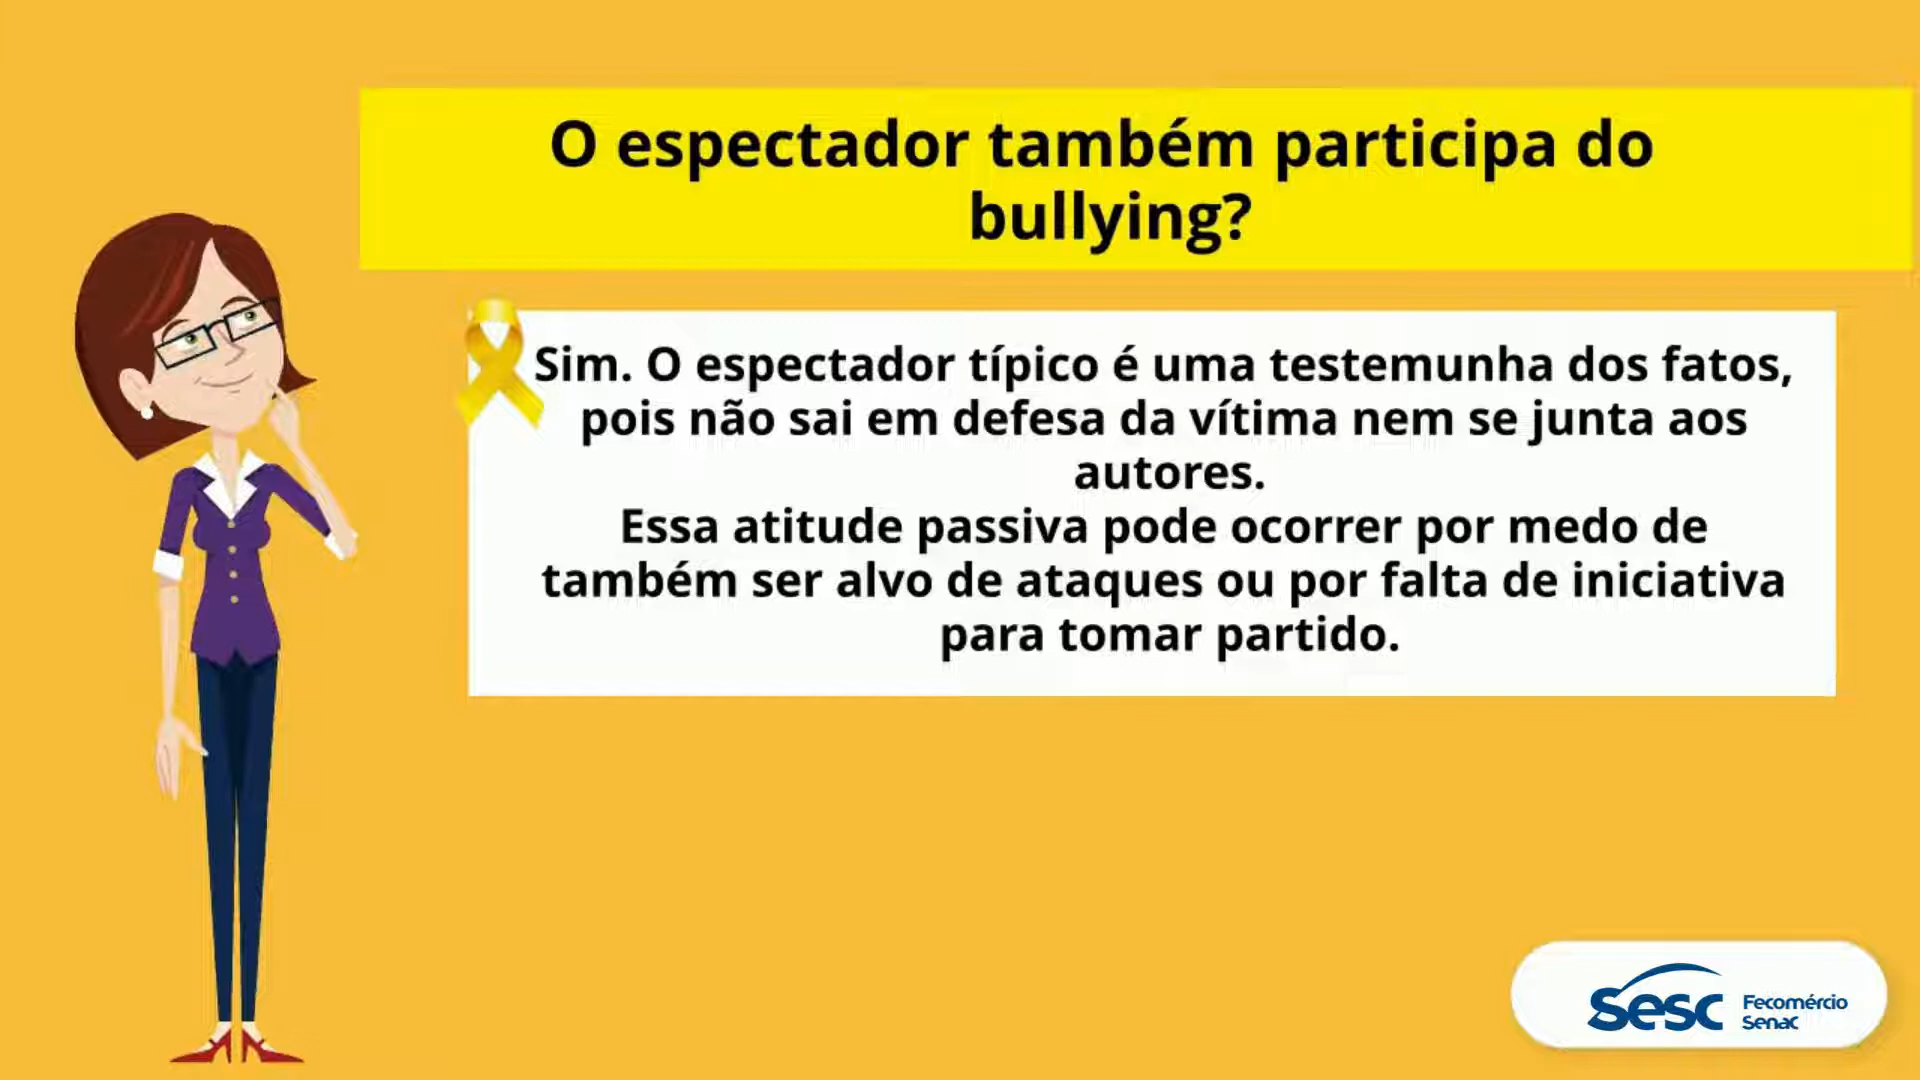 O espectador também participa do
bullying?
Sim. O espectador típico é uma testemunha dos fatos,
pois não sai em defesa da vítima nem se junta aos
autores.
Essa atitude passiva pode ocorrer por medo de
também ser alvo de ataques ou por falta de iniciativa
para tomar partido.
Sesc
Fecomércio
Senac